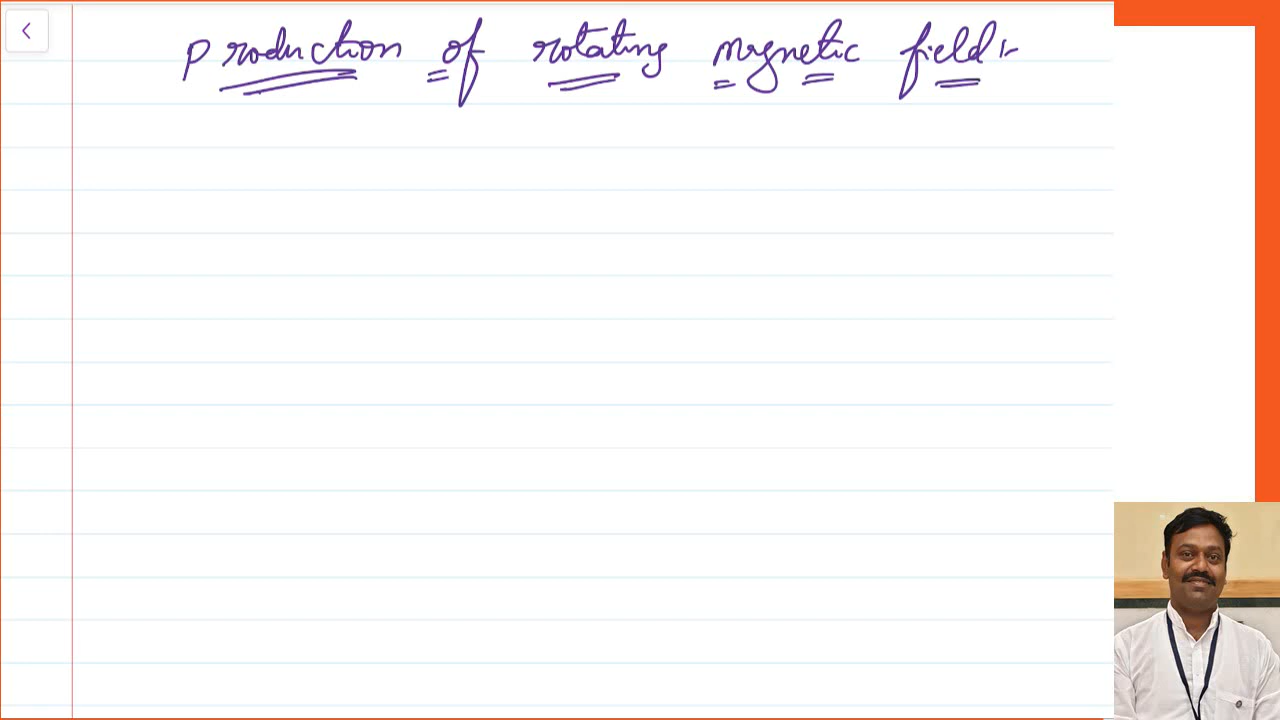 production of rotating magnetic field :-